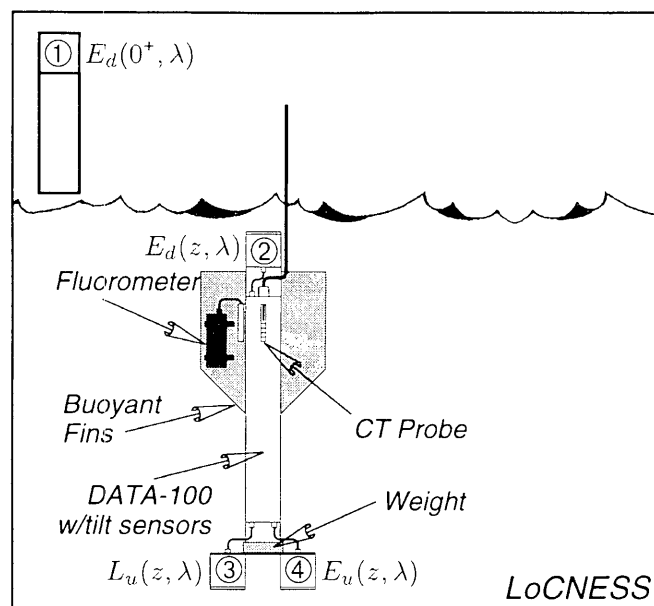 ① E_d(0⁺, λ)
E_d(z, λ) ②
Fluorometer
CT Probe
Buoyant
Fins
DATA-100
w/tilt sensors
Weight
L_u(z, λ) ③ ④ E_u(z, λ)
LoCNESS